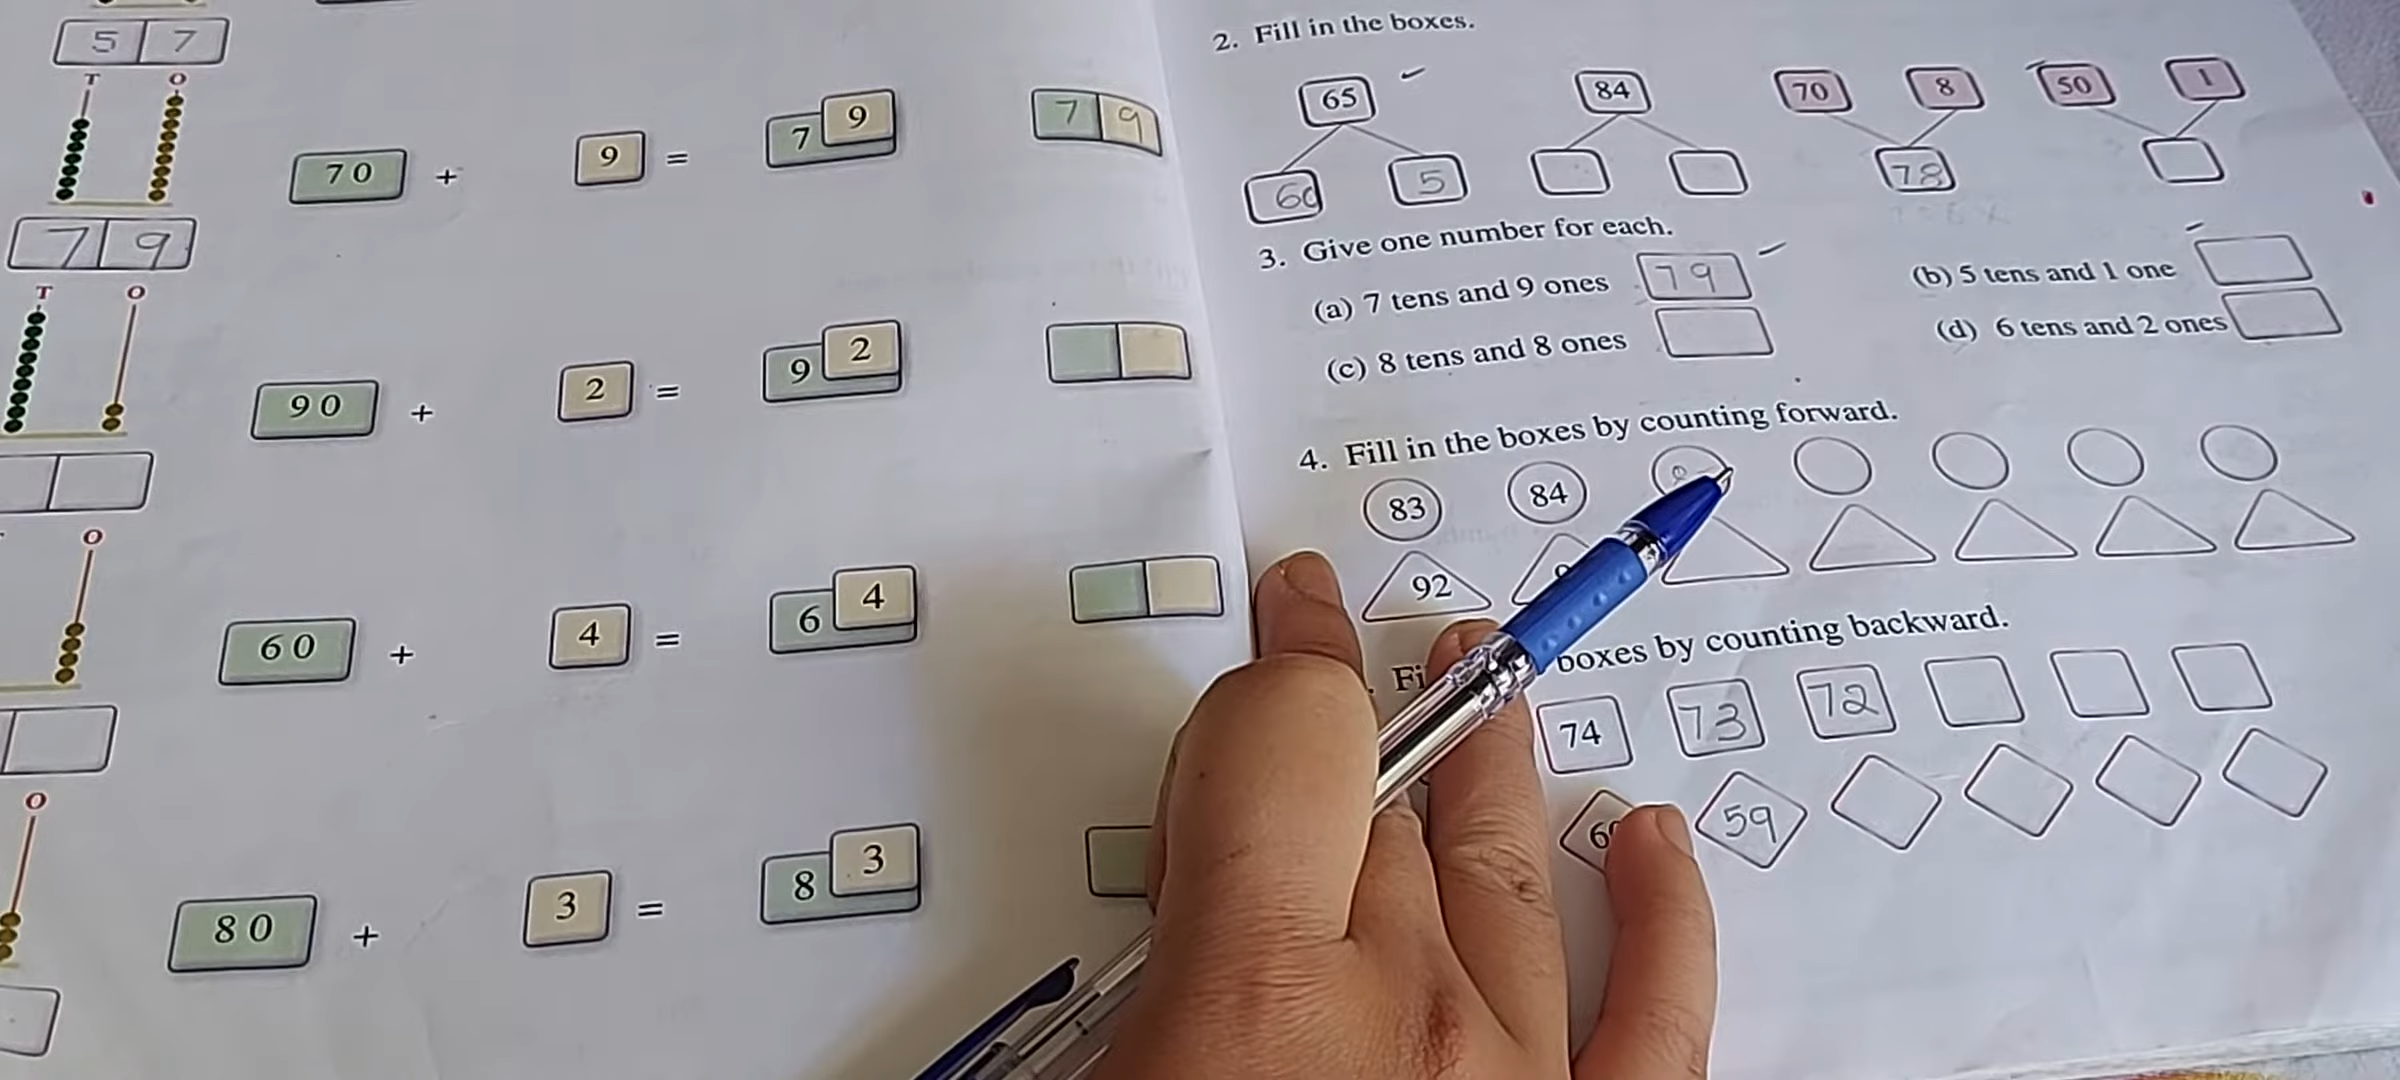 5 7
T O
70 + 9 = 7 9 7 9
7 9
T O
90 + 2 = 9 2
O
60 + 4 = 6 4
O
80 + 3 = 8 3
2. Fill in the boxes.
65 84 70 8 50 1
60 5 78
3. Give one number for each.
(a) 7 tens and 9 ones 79 (b) 5 tens and 1 one
(c) 8 tens and 8 ones (d) 6 tens and 2 ones
4. Fill in the boxes by counting forward.
83 84
92
boxes by counting backward.
74 73 72
59